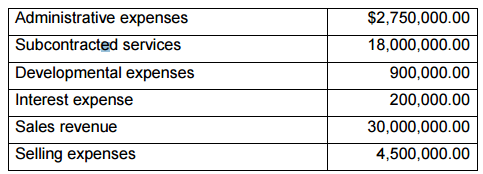 Administrative expenses $2,750,000.00
Subcontracted services 18,000,000.00
Developmental expenses 900,000.00
Interest expense 200,000.00
Sales revenue 30,000,000.00
Selling expenses 4,500,000.00